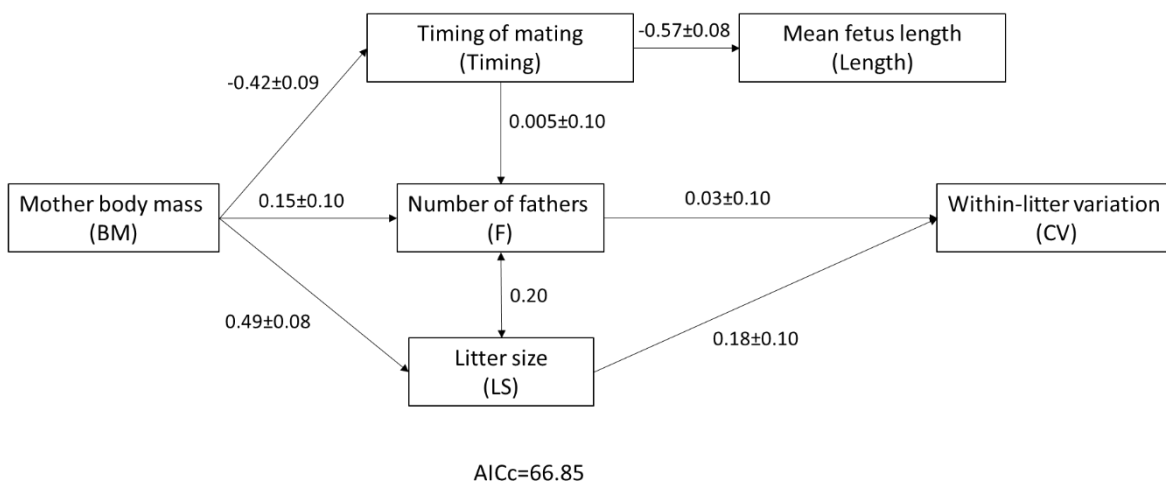 Timing of mating
(Timing)
-0.57±0.08
Mean fetus length
(Length)
-0.42±0.09
0.005±0.10
Mother body mass
(BM)
0.15±0.10
Number of fathers
(F)
0.03±0.10
Within-litter variation
(CV)
0.20
0.49±0.08
0.18±0.10
Litter size
(LS)
AICc=66.85